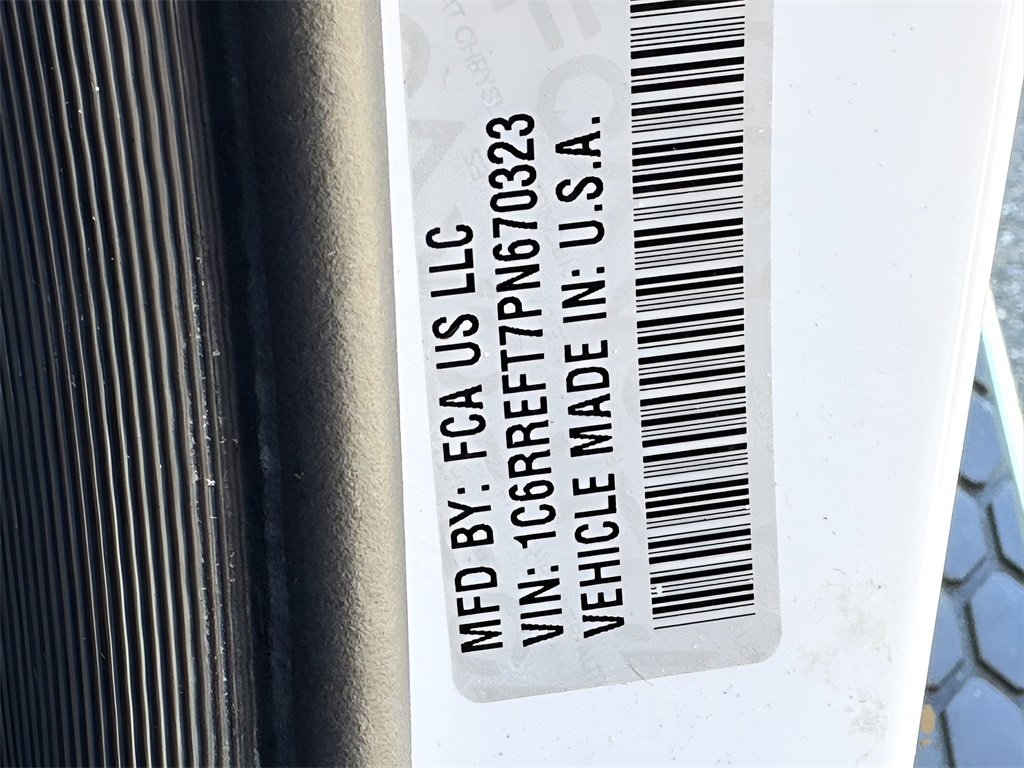 MFD BY: FCA US LLC
VIN: 1C6RREFT7PN670323
VEHICLE MADE IN: U.S.A.